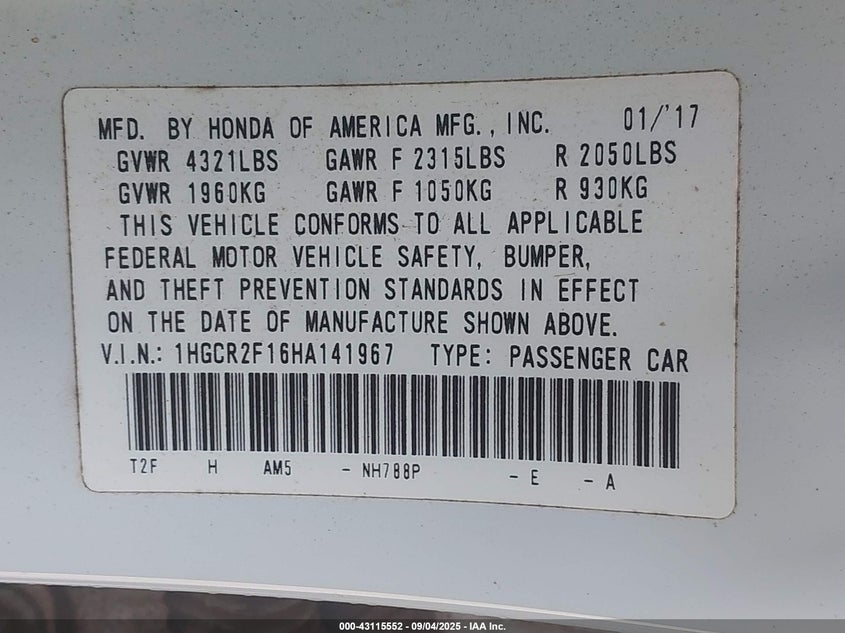 MFD. BY HONDA OF AMERICA MFG., INC. 01/'17
GVWR 4321LBS GAWR F 2315LBS R 2050LBS
GVWR 1960KG GAWR F 1050KG R 930KG
THIS VEHICLE CONFORMS TO ALL APPLICABLE
FEDERAL MOTOR VEHICLE SAFETY, BUMPER,
AND THEFT PREVENTION STANDARDS IN EFFECT
ON THE DATE OF MANUFACTURE SHOWN ABOVE.
V.I.N.: 1HGCR2F16HA141967 TYPE: PASSENGER CAR
T2F H AM5 - NH788P - E - A
000-43115552 - 09/04/2025 - IAA Inc.